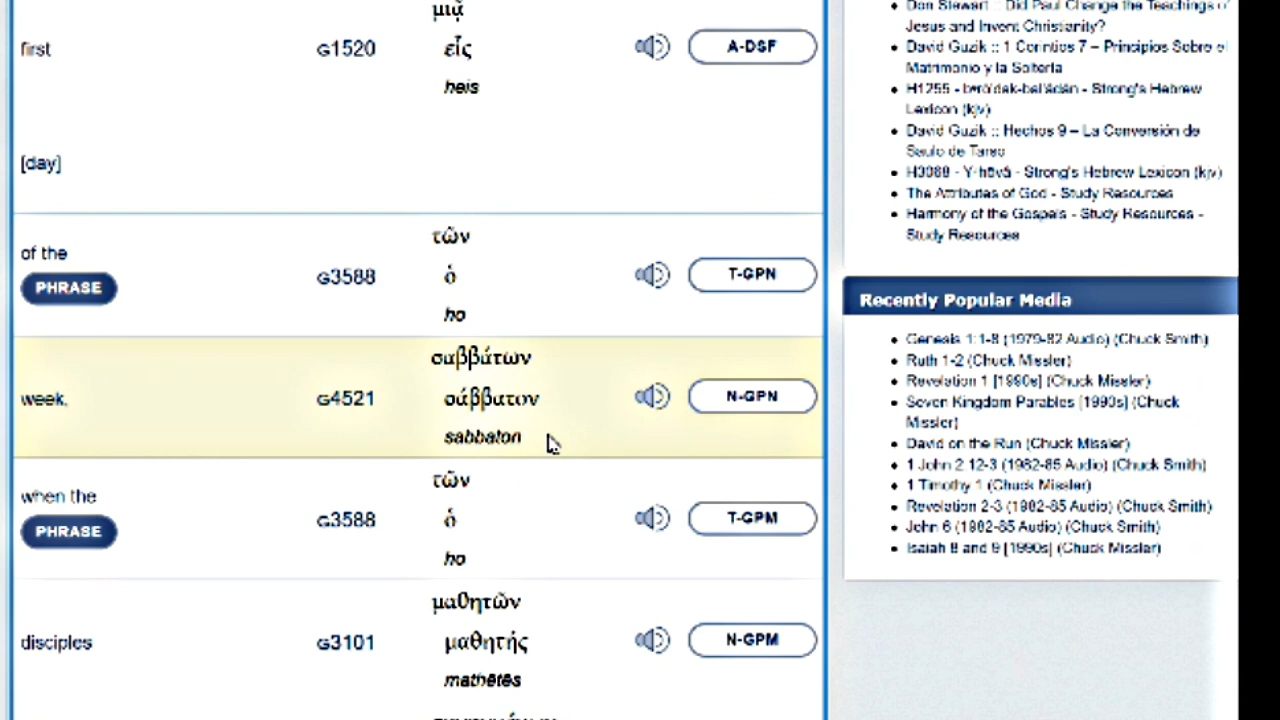 μιᾷ
first G1520 εἷς A-DSF
heis
[day]
τῶν
of the
PHRASE G3588 ὁ T-GPN
ho
σαββάτων
week, G4521 σάββατον N-GPN
sabbaton
τῶν
when the
PHRASE G3588 ὁ T-GPM
ho
μαθητῶν
disciples G3101 μαθητής N-GPM
mathētēs
Don Stewart :: Did Paul Change the Teachings of
Jesus and Invent Christianity?
David Guzik :: 1 Corintios 7 – Principios Sobre el
Matrimonio y la Soltería
Strong's Hebrew
Lexicon (kjv)
David Guzik :: Hechos 9 – La Conversión de
Saulo de Tarso
Strong's Hebrew Lexicon (kjv)
The Attributes of God - Study Resources
Harmony of the Gospels - Study Resources -
Study Resources
Recently Popular Media
Genesis 1:1-8 (1979-82 Audio) (Chuck Smith)
Ruth 1-2 (Chuck Missler)
Revelation 1 [1990s] (Chuck Missler)
Seven Kingdom Parables [1990s] (Chuck
Missler)
David on the Run (Chuck Missler)
1 John 2:12-3 (1982-85 Audio) (Chuck Smith)
1 Timothy 1 (Chuck Missler)
Revelation 2-3 (1982-85 Audio) (Chuck Smith)
John 6 (1982-85 Audio) (Chuck Smith)
Isaiah 8 and 9 [1990s] (Chuck Missler)